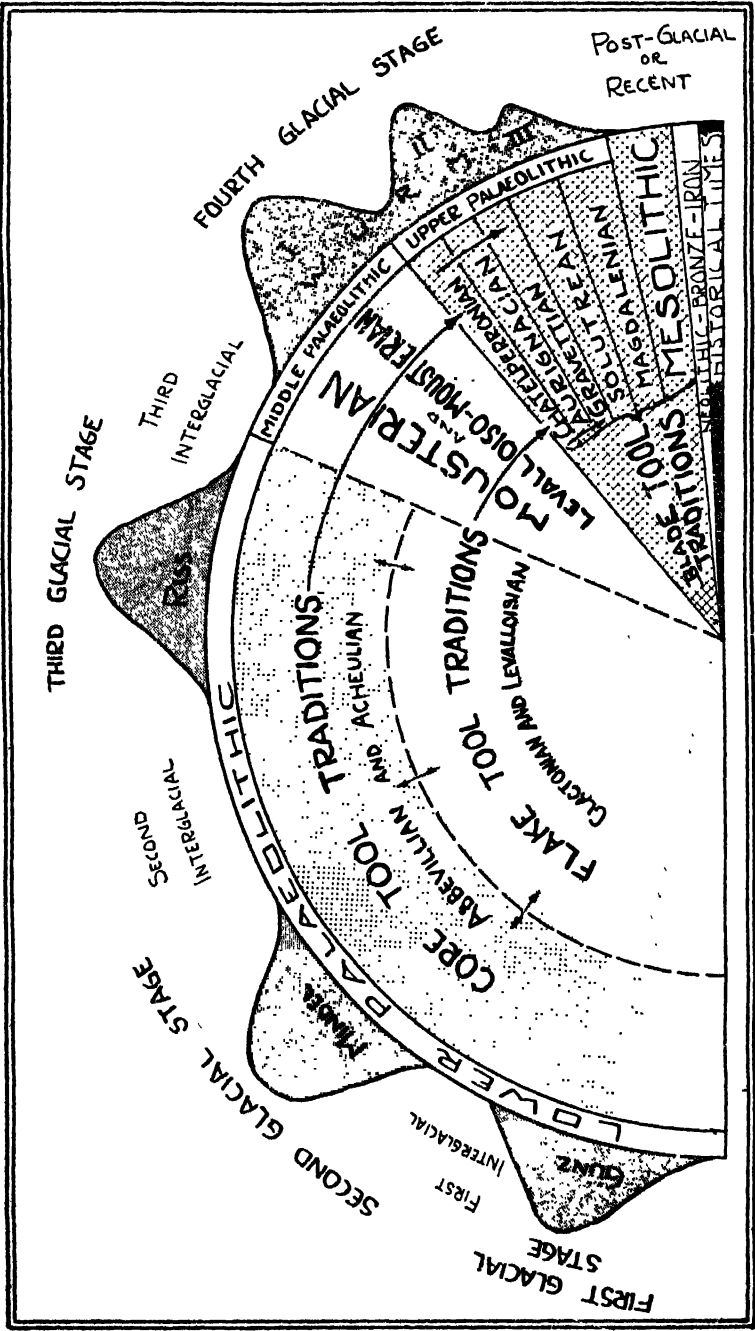 POST-GLACIAL
OR
RECENT
FOURTH GLACIAL STAGE
II
III
R
M
THIRD
INTERGLACIAL
THIRD GLACIAL STAGE
RISS
SECOND
INTERGLACIAL
SECOND GLACIAL STAGE
MINDEL
FIRST
INTERGLACIAL
FIRST GLACIAL
STAGE
GUNZ
LOWER PALAEOLITHIC
MIDDLE PALAEOLITHIC
UPPER PALAEOLITHIC
CORE TOOL TRADITIONS
ABBEVILLIAN AND ACHEULIAN
FLAKE TOOL TRADITIONS
CLACTONIAN AND LEVALLOISIAN
MOUSTERIAN
AND
LEVALLOISO-MOUSTERIAN
CHATELPERRONIAN
AURIGNACIAN
GRAVETTIAN
SOLUTREAN
MAGDALENIAN
MESOLITHIC
BLADE TOOL
TRADITIONS
NEOLITHIC-BRONZE-IRON
HISTORICAL TIMES